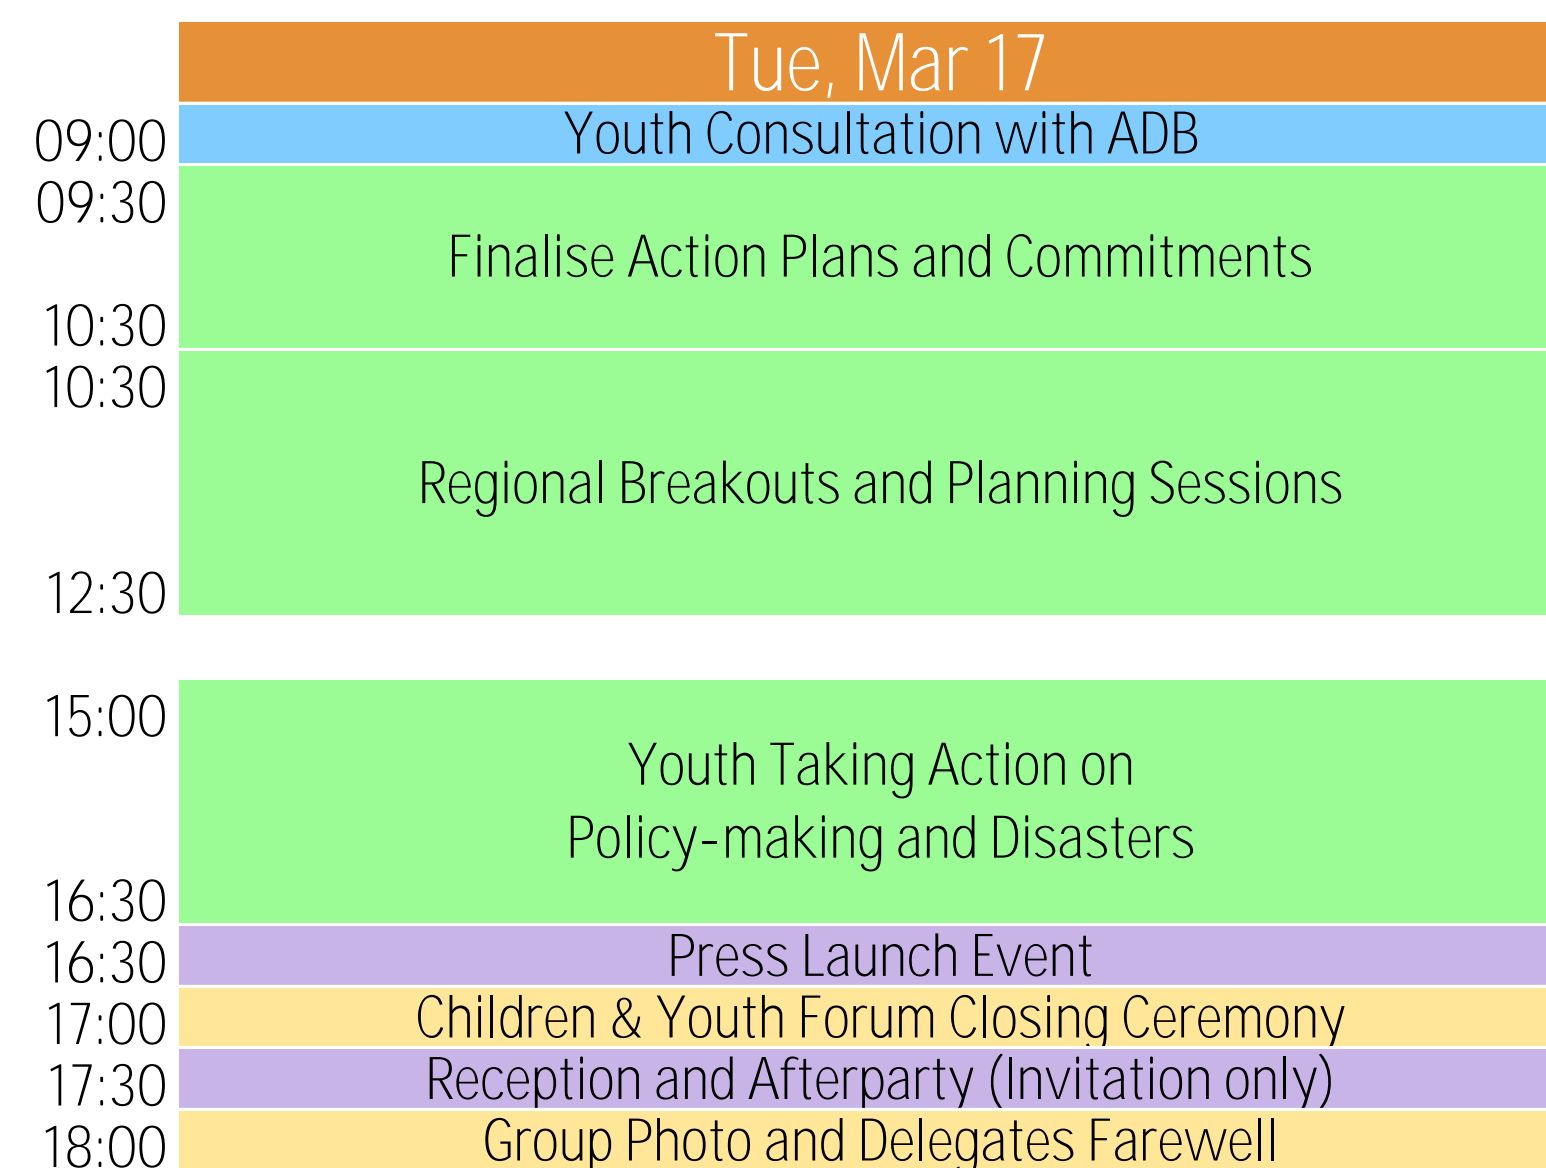 Tue, Mar 17
09:00 Youth Consultation with ADB
09:30
Finalise Action Plans and Commitments
10:30
10:30
Regional Breakouts and Planning Sessions
12:30
15:00
Youth Taking Action on
Policy-making and Disasters
16:30
16:30 Press Launch Event
17:00 Children & Youth Forum Closing Ceremony
17:30 Reception and Afterparty (Invitation only)
18:00 Group Photo and Delegates Farewell